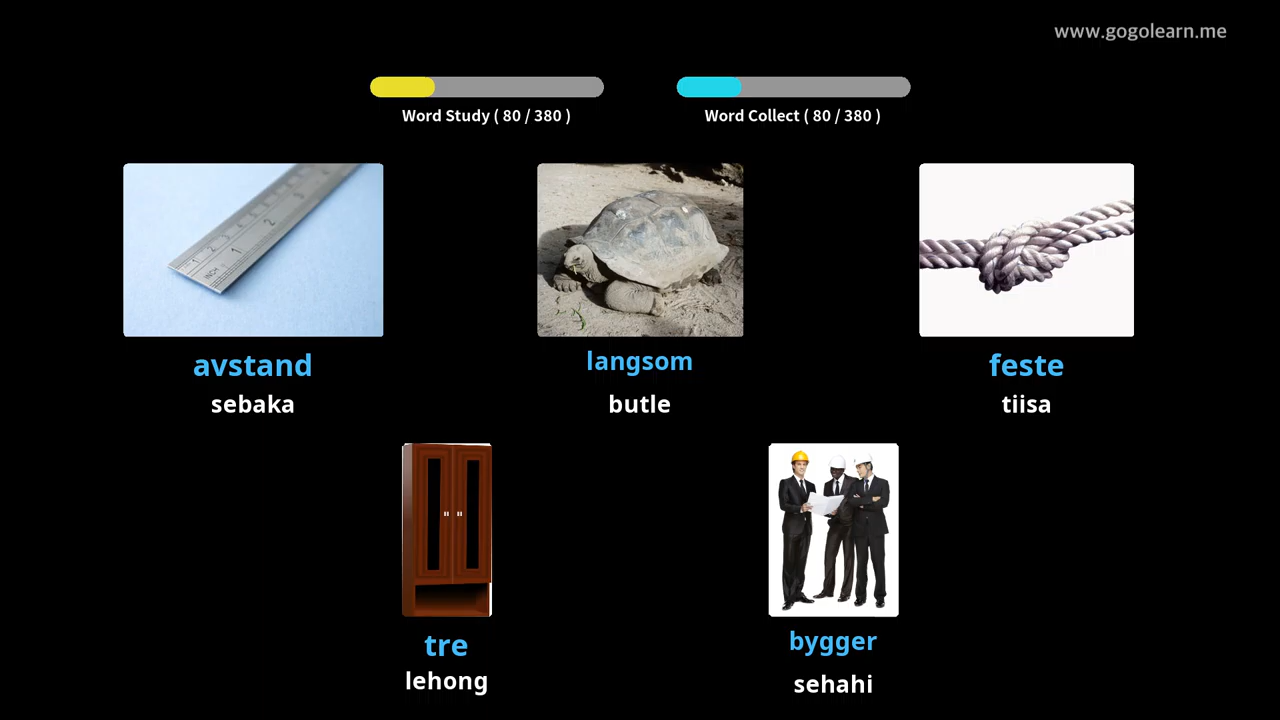 www.gogolearn.me
Word Study ( 80 / 380 )
Word Collect ( 80 / 380 )
avstand
langsom
feste
sebaka
butle
tiisa
tre
bygger
lehong
sehahi